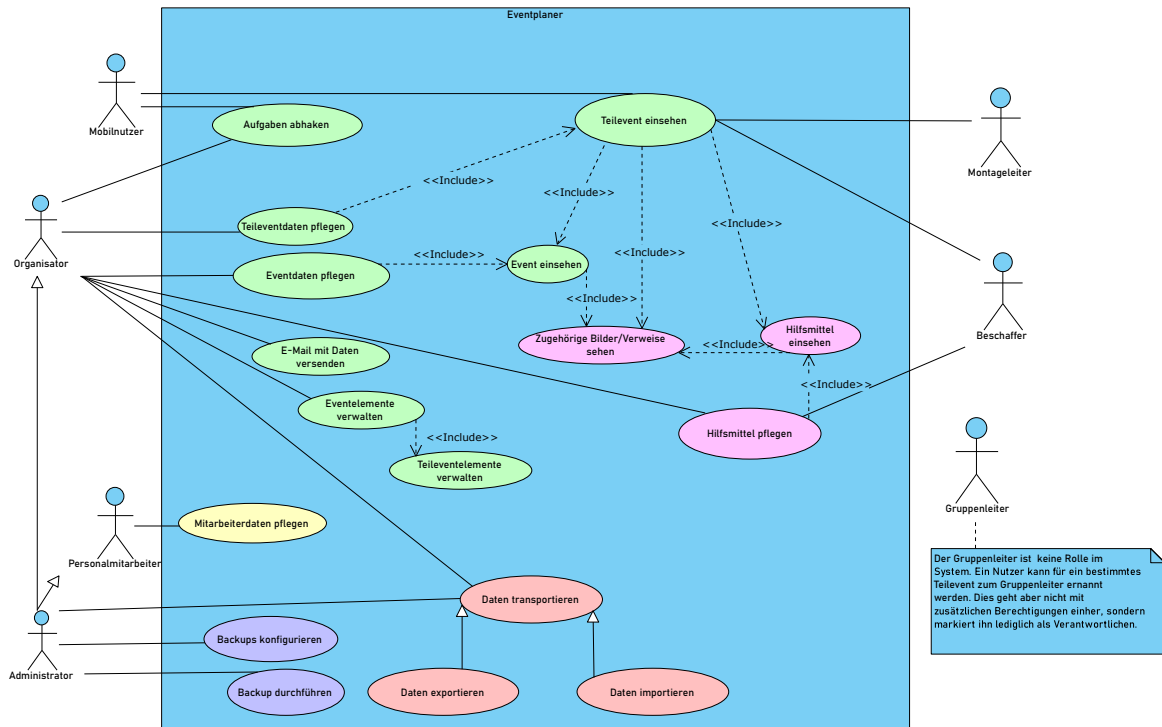 Eventplaner
Mobilnutzer
Aufgaben abhaken
Teilevent einsehen
Montageleiter
<<Include>>
<<Include>>
<<Include>>
Organisator
Teileventdaten pflegen
Eventdaten pflegen
<<Include>>
Event einsehen
<<Include>>
Beschaffer
<<Include>>
<<Include>>
Zugehörige Bilder/Verweise
sehen
<<Include>>
Hilfsmittel
einsehen
E-Mail mit Daten
versenden
<<Include>>
Eventelemente
verwalten
<<Include>>
Hilfsmittel pflegen
Teileventelemente
verwalten
Gruppenleiter
Mitarbeiterdaten pflegen
Personalmitarbeiter
Der Gruppenleiter ist keine Rolle im
System. Ein Nutzer kann für ein bestimmtes
Teilevent zum Gruppenleiter ernannt
werden. Dies geht aber nicht mit
zusätzlichen Berechtigungen einher, sondern
markiert ihn lediglich als Verantwortlichen.
Daten transportieren
Backups konfigurieren
Administrator
Backup durchführen
Daten exportieren
Daten importieren